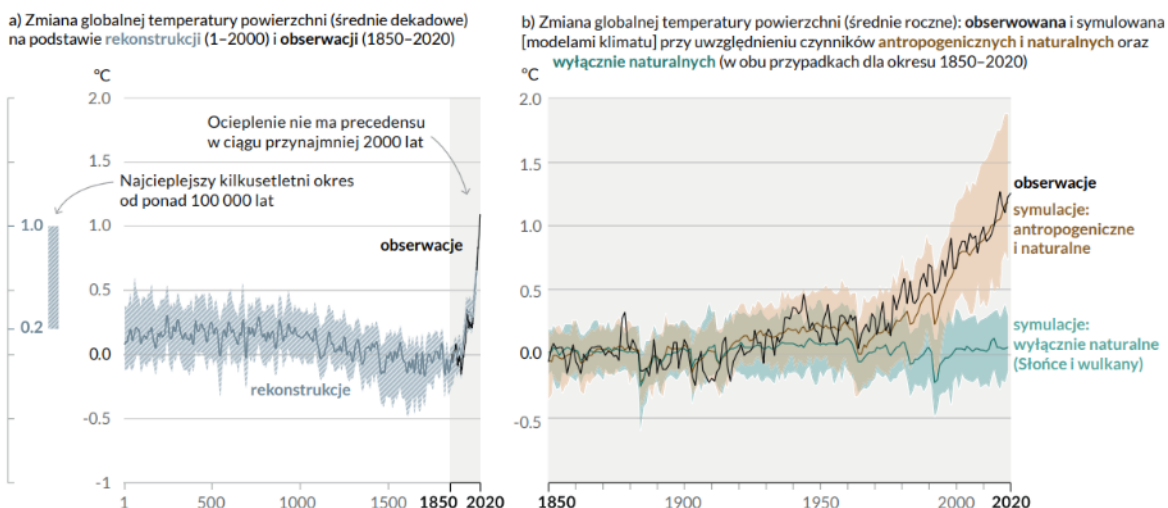 a) Zmiana globalnej temperatury powierzchni (średnie dekadowe)
na podstawie rekonstrukcji (1–2000) i obserwacji (1850–2020)
°C
2.0
1.5
1.0
0.5
0.0
-0.5
-1
1.0
0.2
Ocieplenie nie ma precedensu
w ciągu przynajmniej 2000 lat
Najcieplejszy kilkusetletni okres
od ponad 100 000 lat
obserwacje
rekonstrukcje
1
500
1000
1500
1850
2020
b) Zmiana globalnej temperatury powierzchni (średnie roczne): obserwowana i symulowana
[modelami klimatu] przy uwzględnieniu czynników antropogenicznych i naturalnych oraz
wyłącznie naturalnych (w obu przypadkach dla okresu 1850–2020)
°C
2.0
1.5
1.0
0.5
0.0
-0.5
obserwacje
symulacje:
antropogeniczne
i naturalne
symulacje:
wyłącznie naturalne
(Słońce i wulkany)
1850
1900
1950
2000
2020